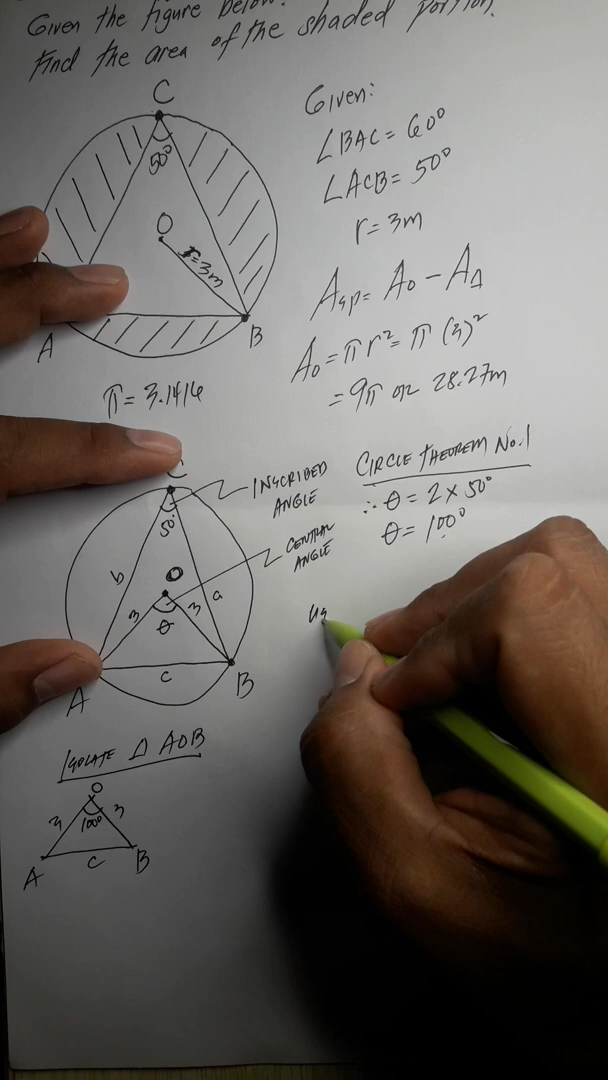 Given the figure below.
Find the area of the shaded portion.
C
50°
O
r=3m
A
B
π=3.1416
Given:
∠BAC=60°
∠ACB=50°
r=3m
Asp=Ao-A△
Ao=πr²=π(3)²
=9π or 28.27m
C
INSCRIBED
ANGLE
50°
CENTRAL
ANGLE
b
O
3
3
a
θ
c
A
B
CIRCLE THEOREM No.1
∴ θ=2x50°
θ=100°
ISOLATE △ AOB
O
3
100°
3
A
c
B